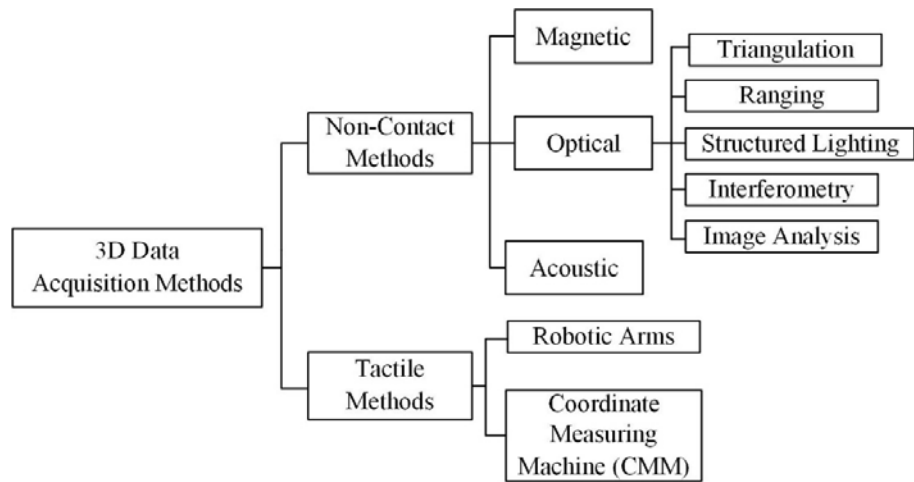 3D Data
Acquisition Methods
Non-Contact
Methods
Magnetic
Optical
Acoustic
Triangulation
Ranging
Structured Lighting
Interferometry
Image Analysis
Tactile
Methods
Robotic Arms
Coordinate
Measuring
Machine (CMM)